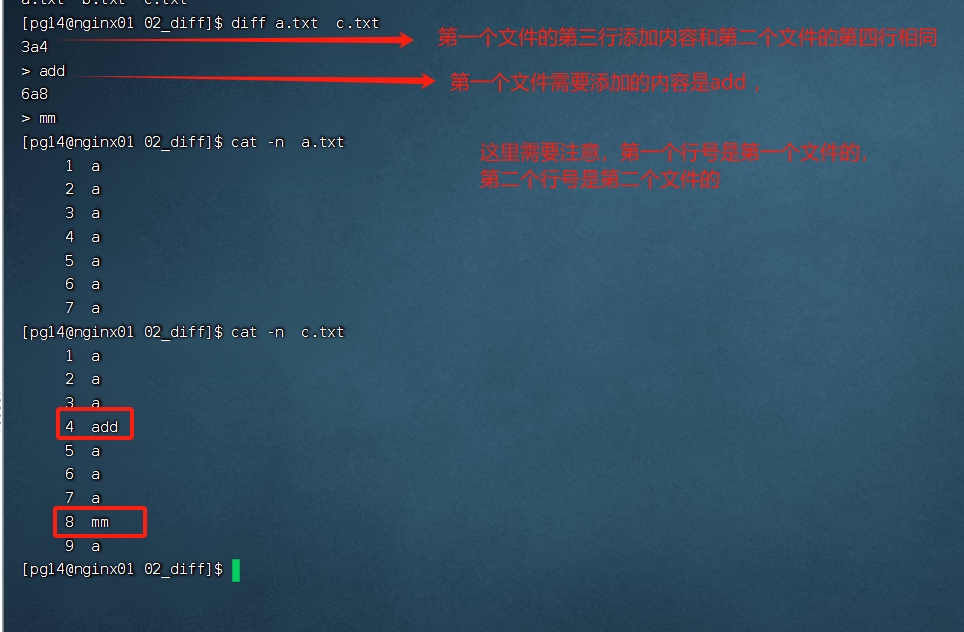 a.txt  b.txt  c.txt
[pg14@nginx01 02_diff]$ diff a.txt  c.txt
3a4
第一个文件的第三行添加内容和第二个文件的第四行相同
> add
第一个文件需要添加的内容是add，
6a8
> mm
[pg14@nginx01 02_diff]$ cat -n  a.txt
1  a
这里需要注意，第一个行号是第一个文件的，
2  a
第二个行号是第二个文件的
3  a
4  a
5  a
6  a
7  a
[pg14@nginx01 02_diff]$ cat -n  c.txt
1  a
2  a
3  a
4  add
5  a
6  a
7  a
8  mm
9  a
[pg14@nginx01 02_diff]$